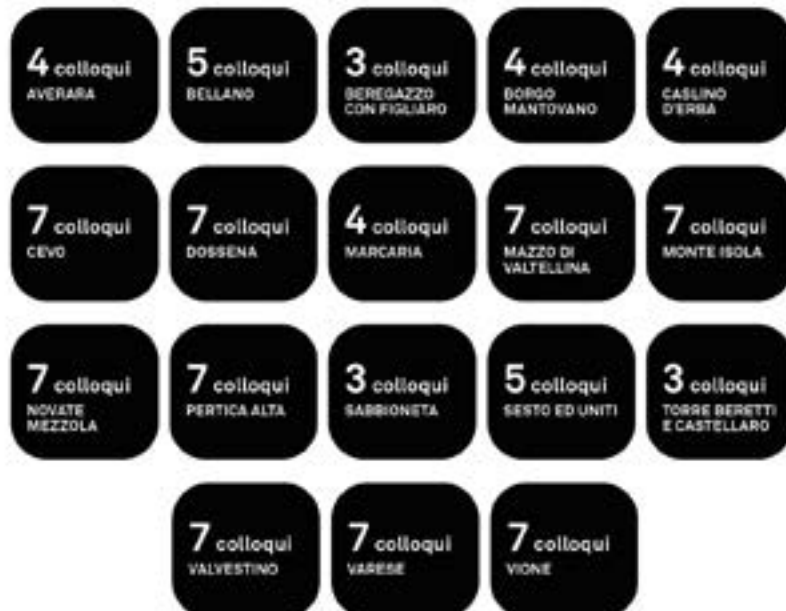 4 colloqui
AVERARA
5 colloqui
BELLANO
3 colloqui
BEREGAZZO
CON FIGLIARO
4 colloqui
BORGO
MANTOVANO
4 colloqui
CASLINO
D'ERBA
7 colloqui
CEVO
7 colloqui
DOSSENA
4 colloqui
MARCARIA
7 colloqui
MAZZO DI
VALTELLINA
7 colloqui
MONTE ISOLA
7 colloqui
NOVATE
MEZZOLA
7 colloqui
PERTICA ALTA
3 colloqui
SABBIONETA
5 colloqui
SESTO ED UNITI
3 colloqui
TORRE BERETTI
E CASTELLARO
7 colloqui
VALVESTINO
7 colloqui
VARESE
7 colloqui
VIONE